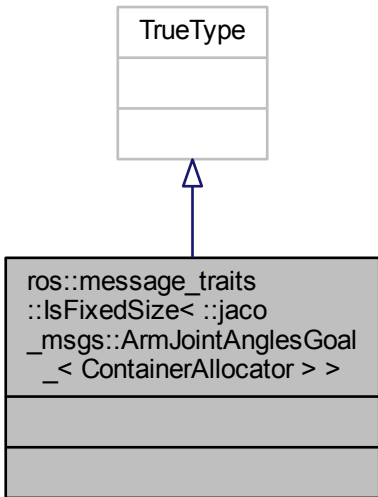 TrueType
ros::message_traits
::IsFixedSize< ::jaco
_msgs::ArmJointAnglesGoal
_< ContainerAllocator > >